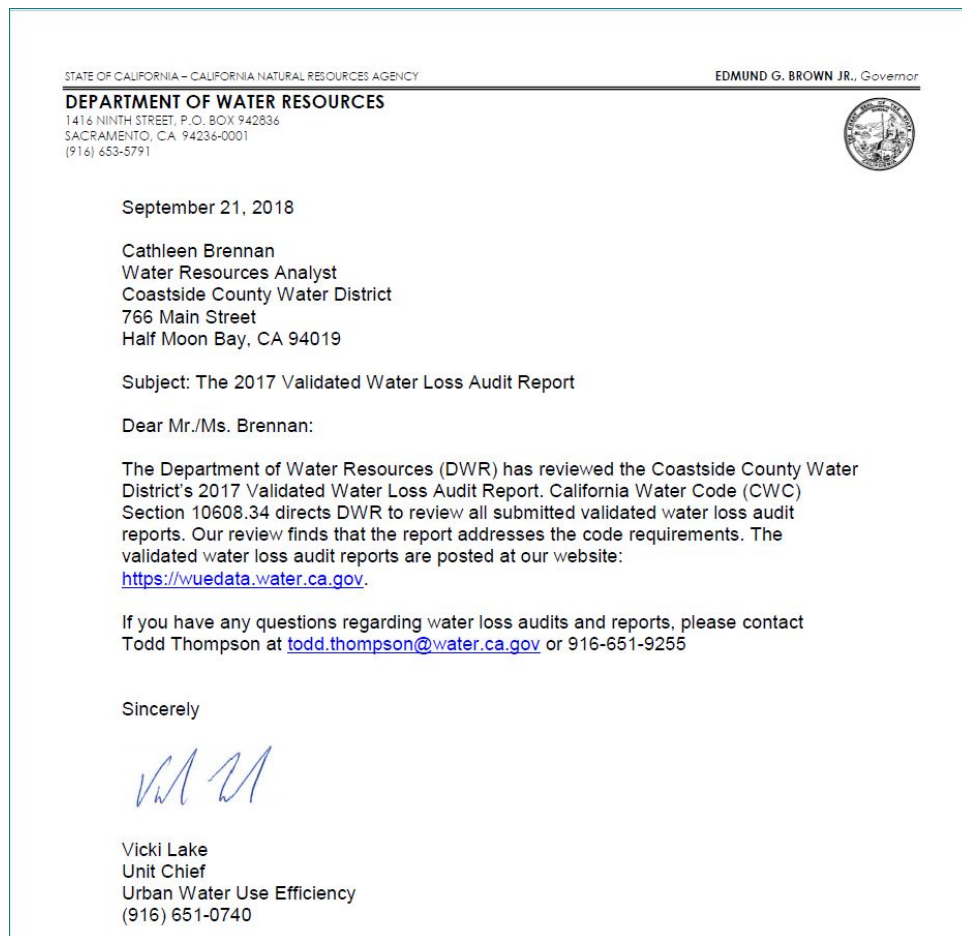 STATE OF CALIFORNIA – CALIFORNIA NATURAL RESOURCES AGENCY
EDMUND G. BROWN JR., Governor
DEPARTMENT OF WATER RESOURCES
1416 NINTH STREET, P.O. BOX 942836
SACRAMENTO, CA 94236-0001
(916) 653-5791
September 21, 2018
Cathleen Brennan
Water Resources Analyst
Coastside County Water District
766 Main Street
Half Moon Bay, CA 94019
Subject: The 2017 Validated Water Loss Audit Report
Dear Mr./Ms. Brennan:
The Department of Water Resources (DWR) has reviewed the Coastside County Water
District's 2017 Validated Water Loss Audit Report. California Water Code (CWC)
Section 10608.34 directs DWR to review all submitted validated water loss audit
reports. Our review finds that the report addresses the code requirements. The
validated water loss audit reports are posted at our website:
https://wuedata.water.ca.gov.
If you have any questions regarding water loss audits and reports, please contact
Todd Thompson at todd.thompson@water.ca.gov or 916-651-9255
Sincerely
Vicki Lake
Unit Chief
Urban Water Use Efficiency
(916) 651-0740